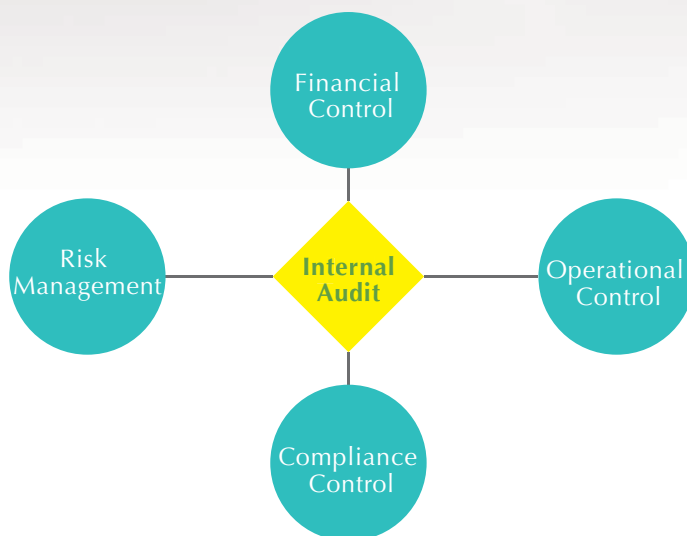 Financial
Control
Risk
Management
Internal
Audit
Operational
Control
Compliance
Control